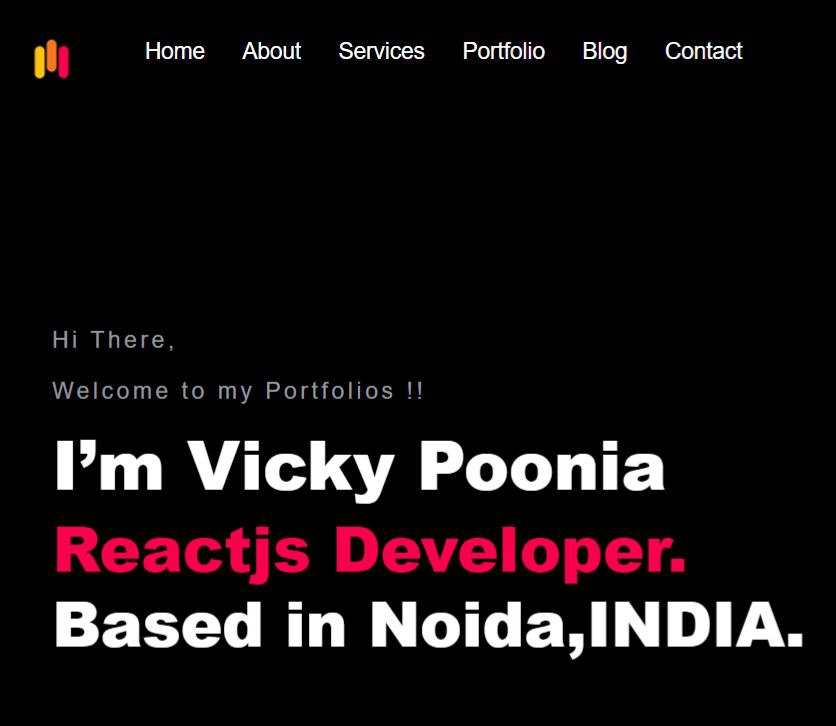 Home About Services Portfolio Blog Contact
Hi There,
Welcome to my Portfolios !!
I’m Vicky Poonia
Reactjs Developer.
Based in Noida,INDIA.